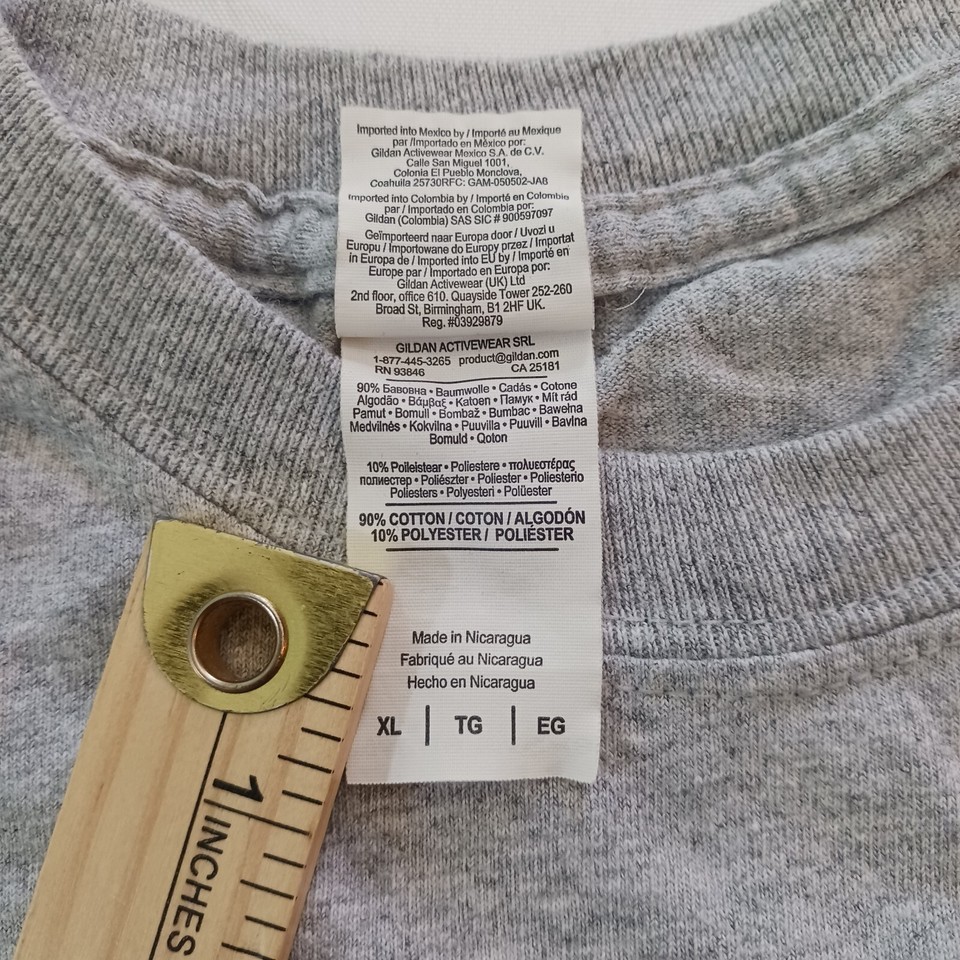 Imported into Mexico by / Importé au Mexique
par /Importado en México por:
Gildan Activewear Mexico S.A. de C.V.
Calle San Miguel 1001,
Colonia El Pueblo Monclova,
Coahuila 25730RFC: GAM-050502-JA8
Imported into Colombia by / Importé en Colombie
par / Importado en Colombia por:
Gildan (Colombia) SAS SIC # 900597097
Geïmporteerd naar Europa door / Uvozi u
Europu / Importowane do Europy przez / Importat
in Europa de / Imported into EU by / Importé en
Europe par / Importado en Europa por:
Gildan Activewear (UK) Ltd
2nd floor, office 610. Quayside Tower 252-260
Broad St, Birmingham, B1 2HF UK.
Reg. #03929879
GILDAN ACTIVEWEAR SRL
1-877-445-3265 product@gildan.com
RN 93846 CA 25181
90% Бавовна • Baumwolle • Cadás • Cotone
Algodão • Βάμβαξ • Katoen • Памук • Mít rád
Pamut • Bomull • Bombaž • Bumbac • Bawełna
Medvilnės • Kokvilna • Puuvilla • Puuvill • Bavlna
Bomuld • Qoton
10% Poileistear • Poliestere • πολυεστέρας
полиестер • Poliészter • Poliester • Poliesterio
Poliesters • Polyesteri • Polüester
90% COTTON / COTON / ALGODÓN
10% POLYESTER / POLIÉSTER
Made in Nicaragua
Fabriqué au Nicaragua
Hecho en Nicaragua
XL | TG | EG
1
INCHES